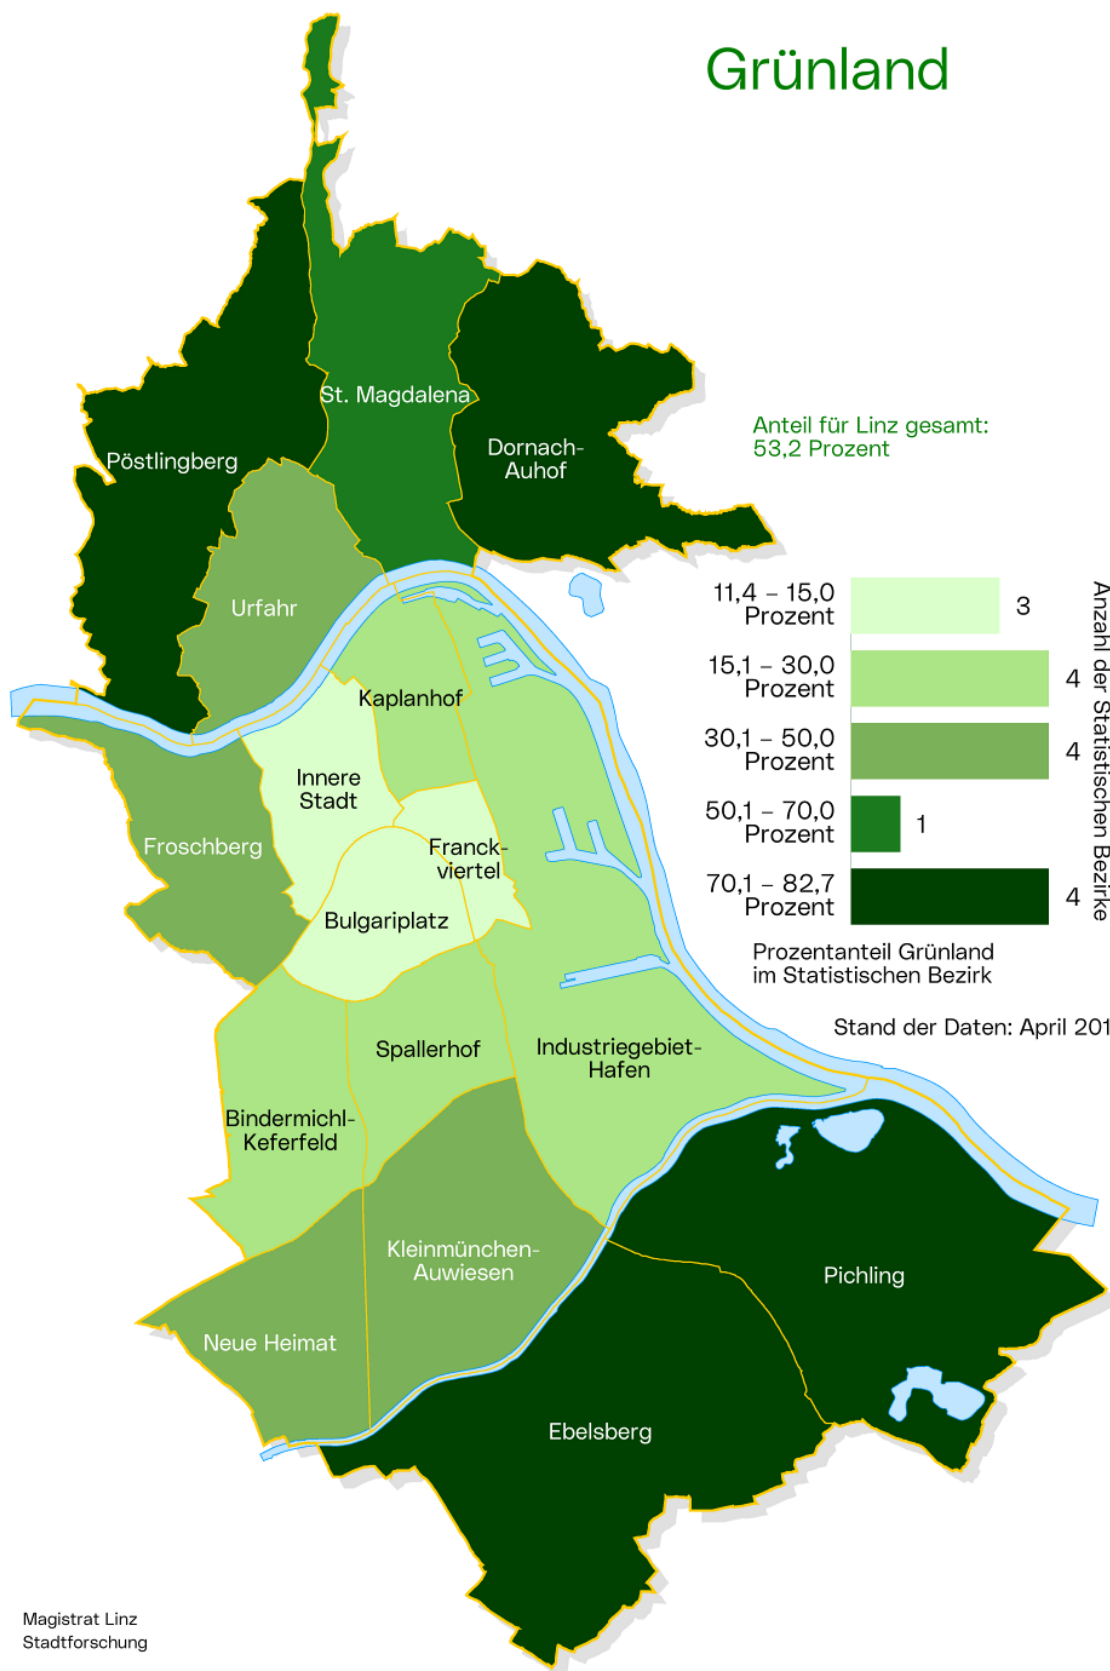 Grünland
St. Magdalena
Pöstlingberg
Dornach-
Auhof
Anteil für Linz gesamt:
53,2 Prozent
Urfahr
Kaplanhof
Innere
Stadt
Froschberg
Franck-
viertel
Bulgariplatz
Spallerhof
Industriegebiet-
Hafen
Bindermichl-
Keferfeld
Kleinmünchen-
Auwiesen
Neue Heimat
Pichling
Ebelsberg
11,4 – 15,0
Prozent
3
15,1 – 30,0
Prozent
4
30,1 – 50,0
Prozent
4
50,1 – 70,0
Prozent
1
70,1 – 82,7
Prozent
4
Anzahl der Statistischen Bezirke
Prozentanteil Grünland
im Statistischen Bezirk
Stand der Daten: April 201
Magistrat Linz
Stadtforschung